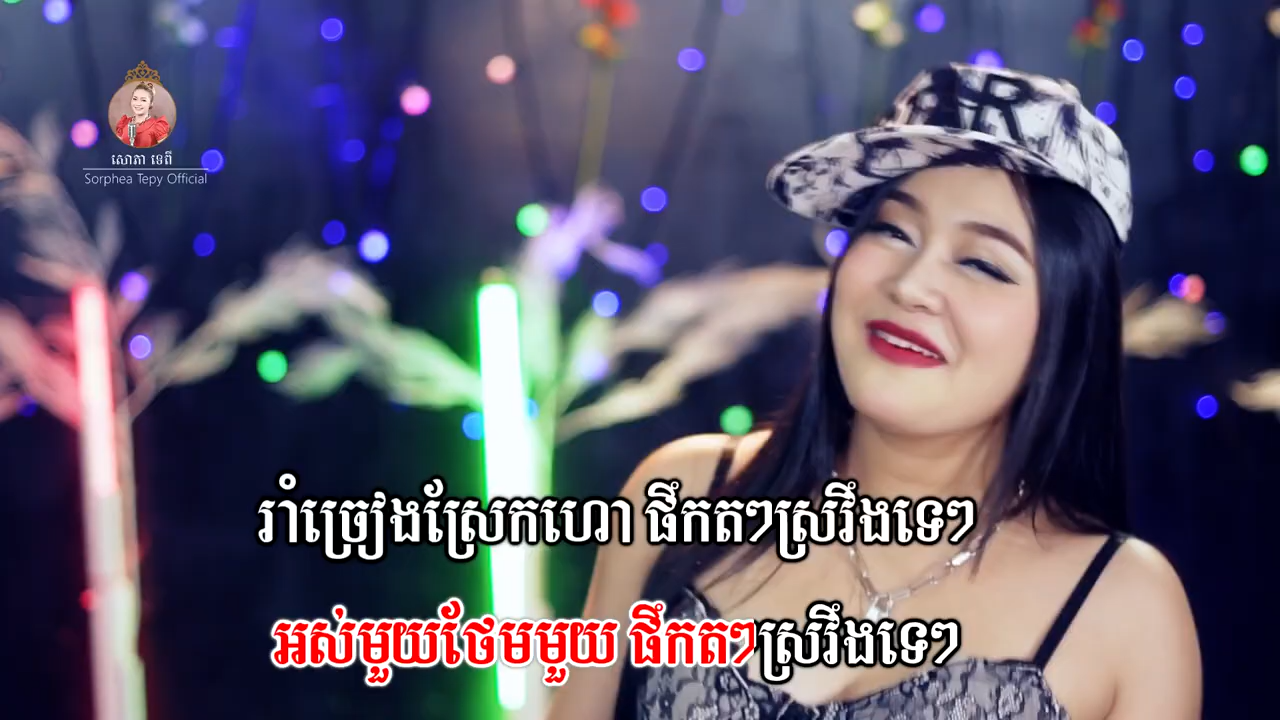 សោភា ទេពី
Sorphea Tepy Official
R
រាំច្រៀងស្រែកហោ ផឹកតៗស្រវឹងទេៗ
អស់មួយថែមមួយ ផឹកតៗស្រវឹងទេៗ